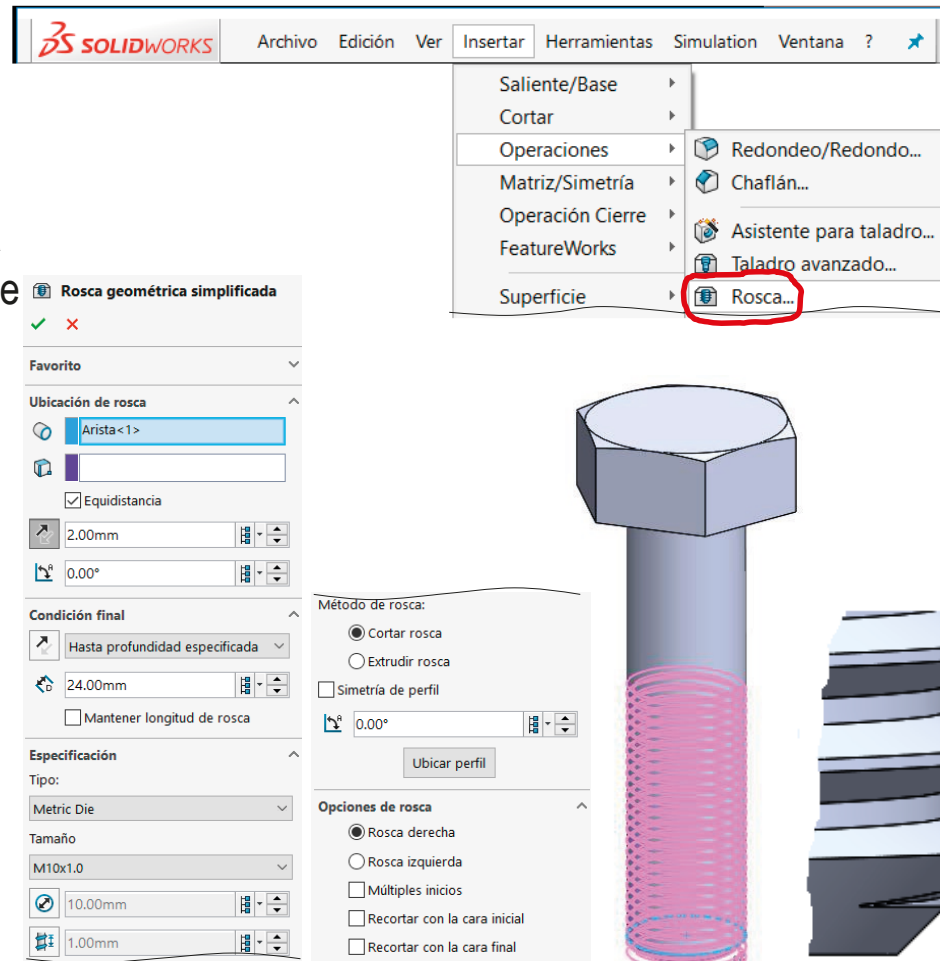 SOLIDWORKS Archivo Edición Ver Insertar Herramientas Simulation Ventana ?
Saliente/Base
Cortar
Operaciones
Matriz/Simetría
Operación Cierre
FeatureWorks
Superficie
Redondeo/Redondo...
Chaflán...
Asistente para taladro...
Taladro avanzado...
Rosca...
e
Rosca geométrica simplificada
Favorito
Ubicación de rosca
Arista<1>
Equidistancia
2.00mm
0.00°
Condición final
Hasta profundidad especificada
24.00mm
Mantener longitud de rosca
Especificación
Tipo:
Metric Die
Tamaño
M10x1.0
10.00mm
1.00mm
Método de rosca:
Cortar rosca
Extrudir rosca
Simetría de perfil
0.00°
Ubicar perfil
Opciones de rosca
Rosca derecha
Rosca izquierda
Múltiples inicios
Recortar con la cara inicial
Recortar con la cara final